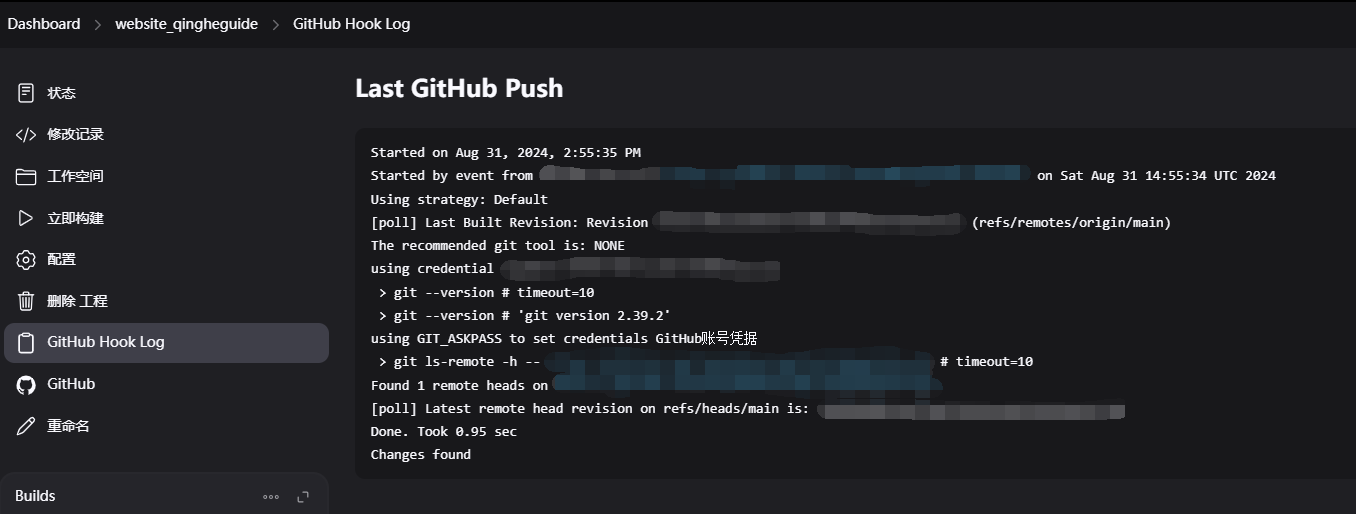 Dashboard > website_qingheguide > GitHub Hook Log
状态
修改记录
工作空间
立即构建
配置
删除 工程
GitHub Hook Log
GitHub
重命名
Builds
Last GitHub Push
Started on Aug 31, 2024, 2:55:35 PM
Started by event from on Sat Aug 31 14:55:34 UTC 2024
Using strategy: Default
[poll] Last Built Revision: Revision (refs/remotes/origin/main)
The recommended git tool is: NONE
using credential
> git --version # timeout=10
> git --version # 'git version 2.39.2'
using GIT_ASKPASS to set credentials GitHub账号凭据
> git ls-remote -h -- # timeout=10
Found 1 remote heads on
[poll] Latest remote head revision on refs/heads/main is:
Done. Took 0.95 sec
Changes found